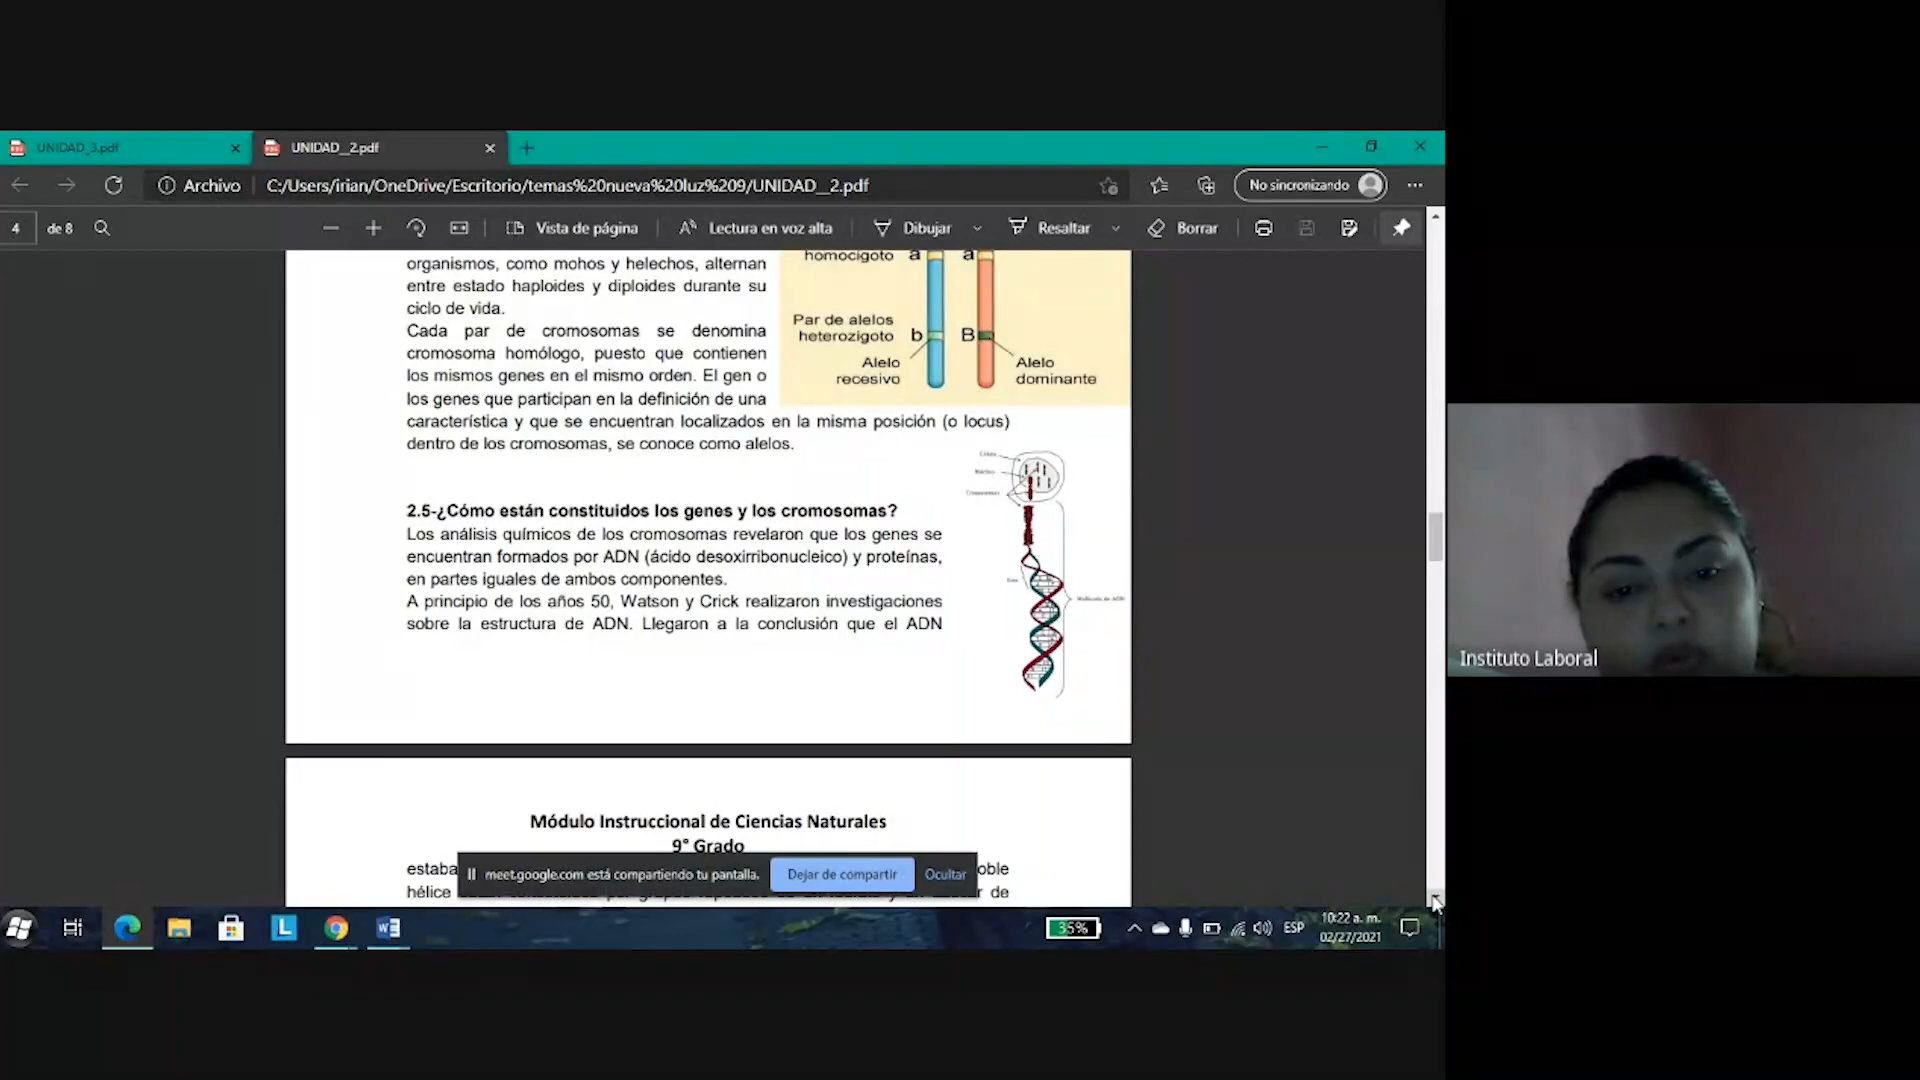 UNIDAD_3.pdf
UNIDAD__2.pdf
Archivo
C:/Users/irian/OneDrive/Escritorio/temas%20nueva%20luz%209/UNIDAD__2.pdf
No sincronizando
4 de 8
Vista de página
Lectura en voz alta
Dibujar
Resaltar
Borrar
organismos, como mohos y helechos, alternan
entre estado haploides y diploides durante su
ciclo de vida.
Cada par de cromosomas se denomina
cromosoma homólogo, puesto que contienen
los mismos genes en el mismo orden. El gen o
los genes que participan en la definición de una
característica y que se encuentran localizados en la misma posición (o locus)
dentro de los cromosomas, se conoce como alelos.
homocigoto a a
Par de alelos
heterozigoto b B
Alelo
recesivo
Alelo
dominante
2.5-¿Cómo están constituidos los genes y los cromosomas?
Los análisis químicos de los cromosomas revelaron que los genes se
encuentran formados por ADN (ácido desoxirribonucleico) y proteínas,
en partes iguales de ambos componentes.
A principio de los años 50, Watson y Crick realizaron investigaciones
sobre la estructura de ADN. Llegaron a la conclusión que el ADN
Molécula de ADN
Módulo Instruccional de Ciencias Naturales
9° Grado
estaba oble
hélice r de
meet.google.com está compartiendo tu pantalla.
Dejar de compartir
Ocultar
35%
ESP
10:22 a. m.
02/27/2021
Instituto Laboral